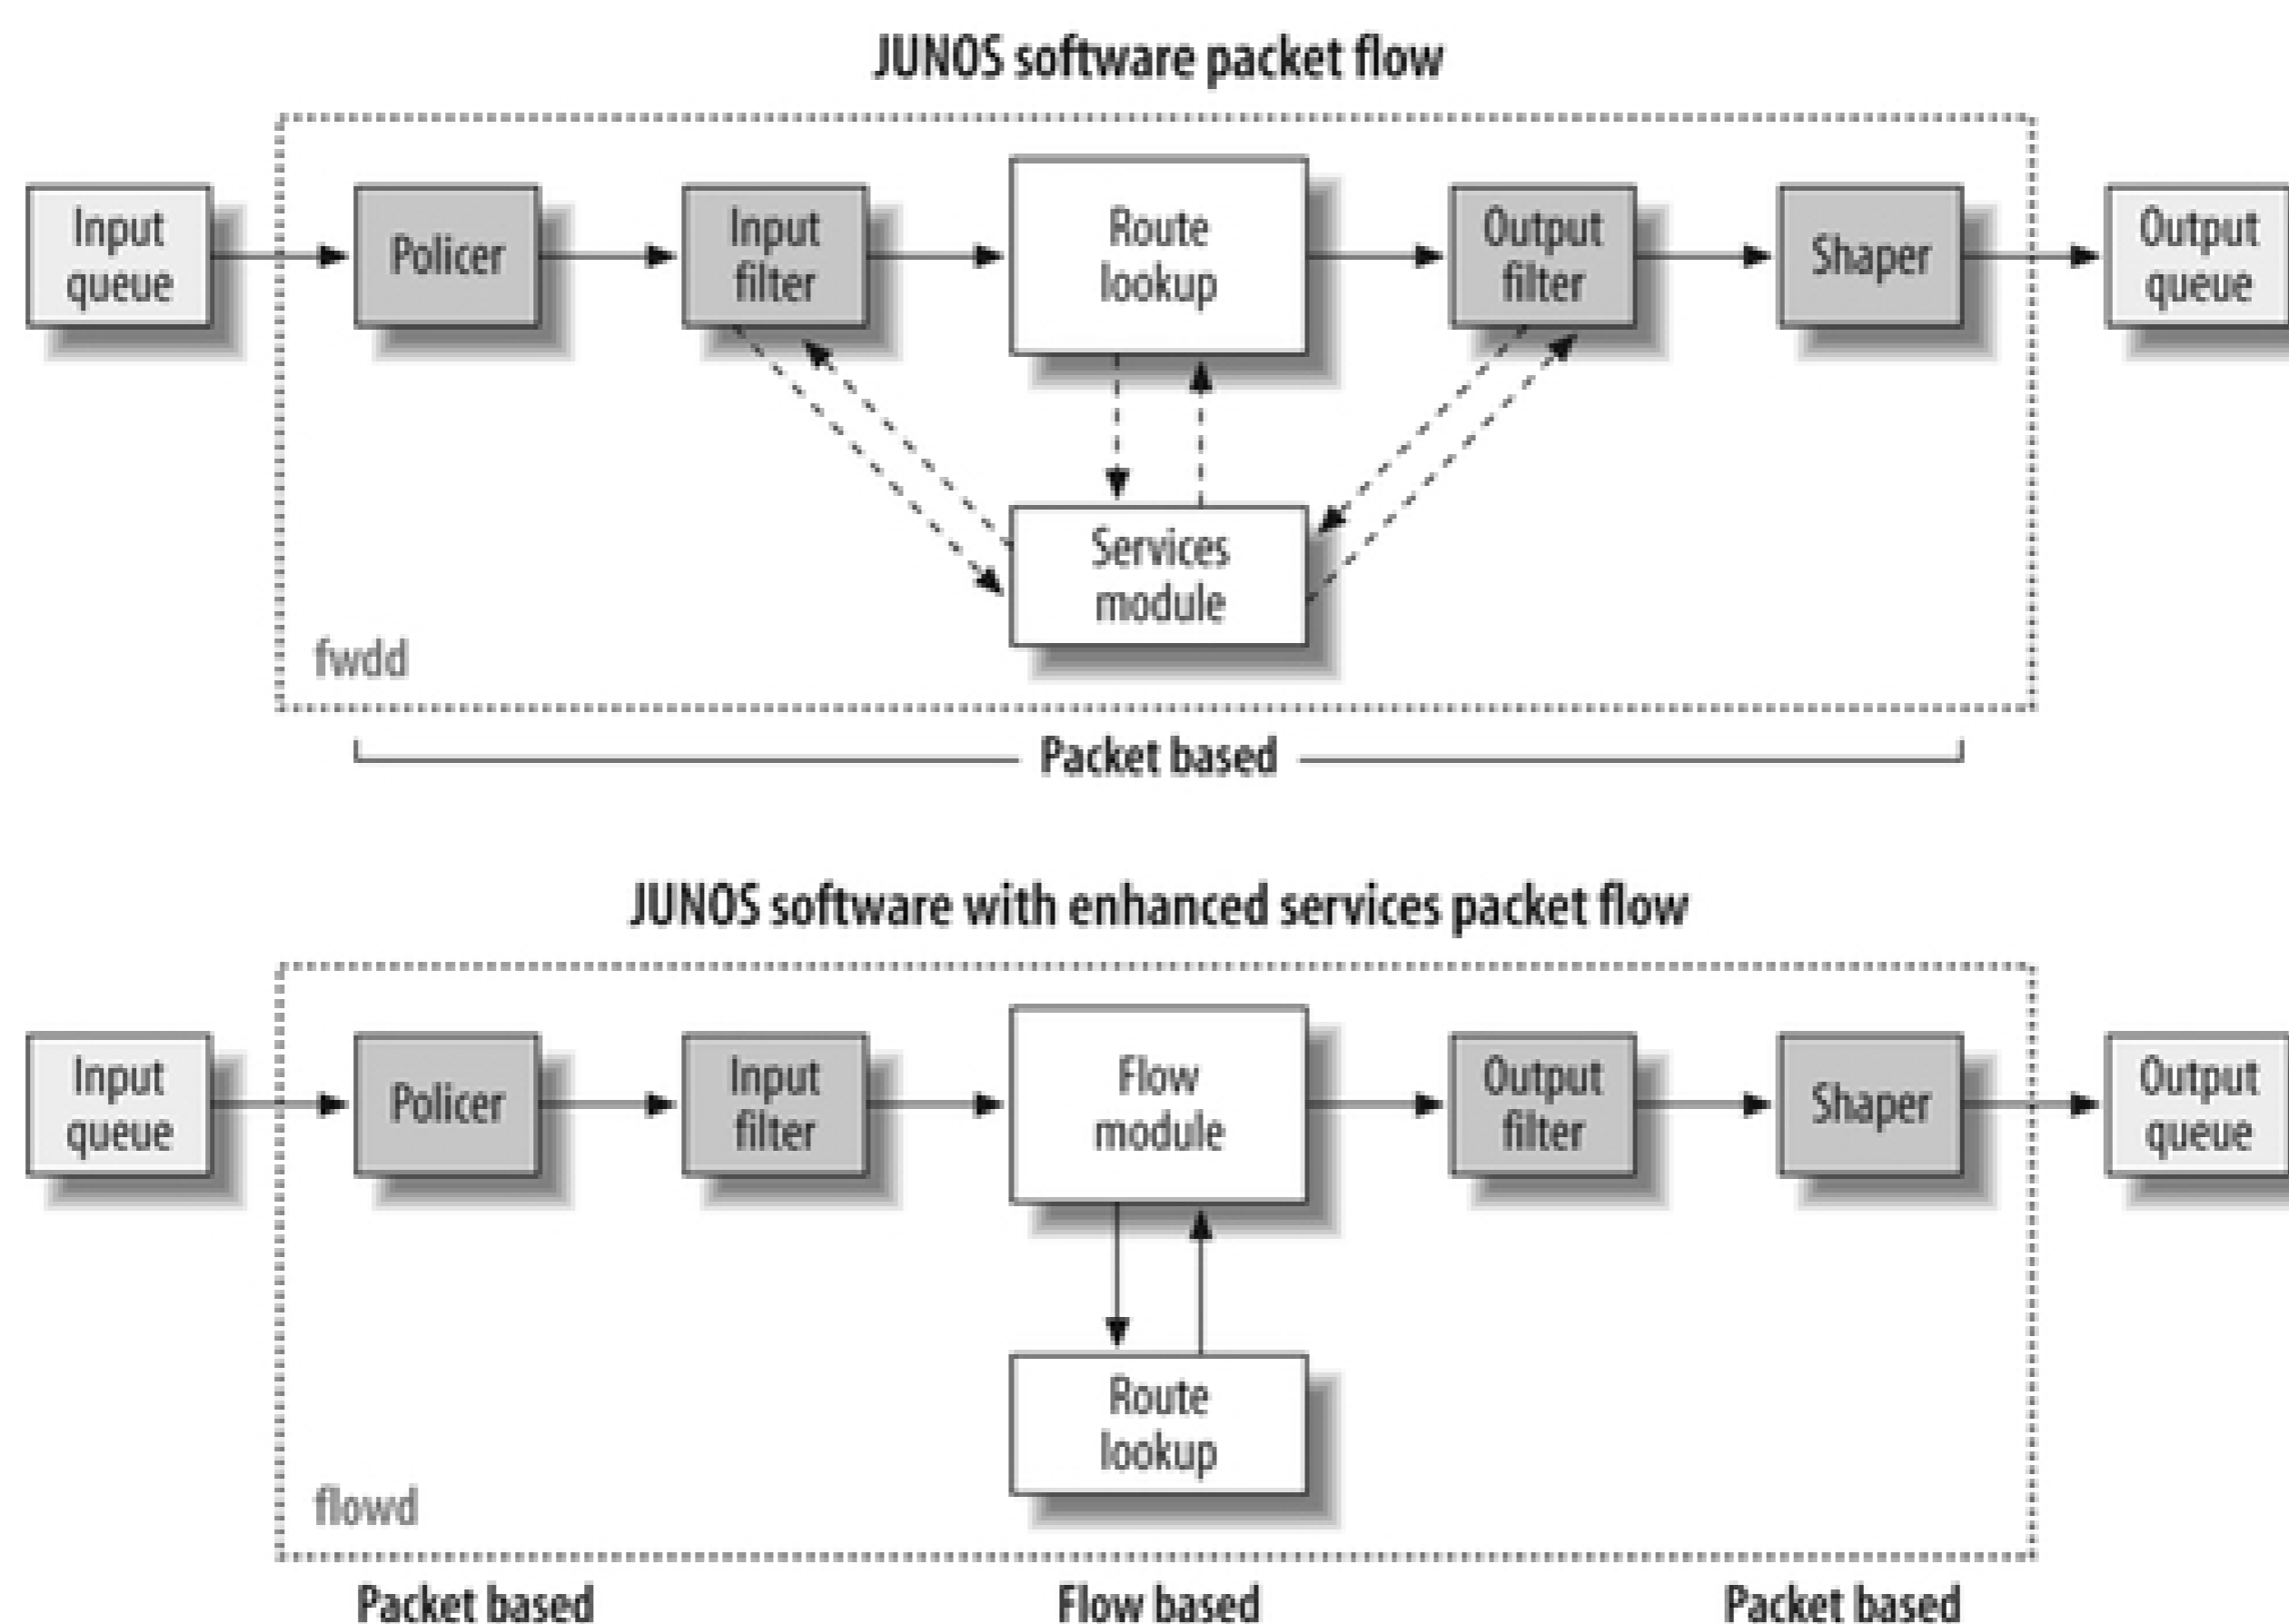 JUNOS software packet flow
Input
queue
Policer
Input
filter
Route
lookup
Output
filter
Shaper
Output
queue
Services
module
fwdd
Packet based
JUNOS software with enhanced services packet flow
Input
queue
Policer
Input
filter
Flow
module
Output
filter
Shaper
Output
queue
Route
lookup
flowd
Packet based
Flow based
Packet based